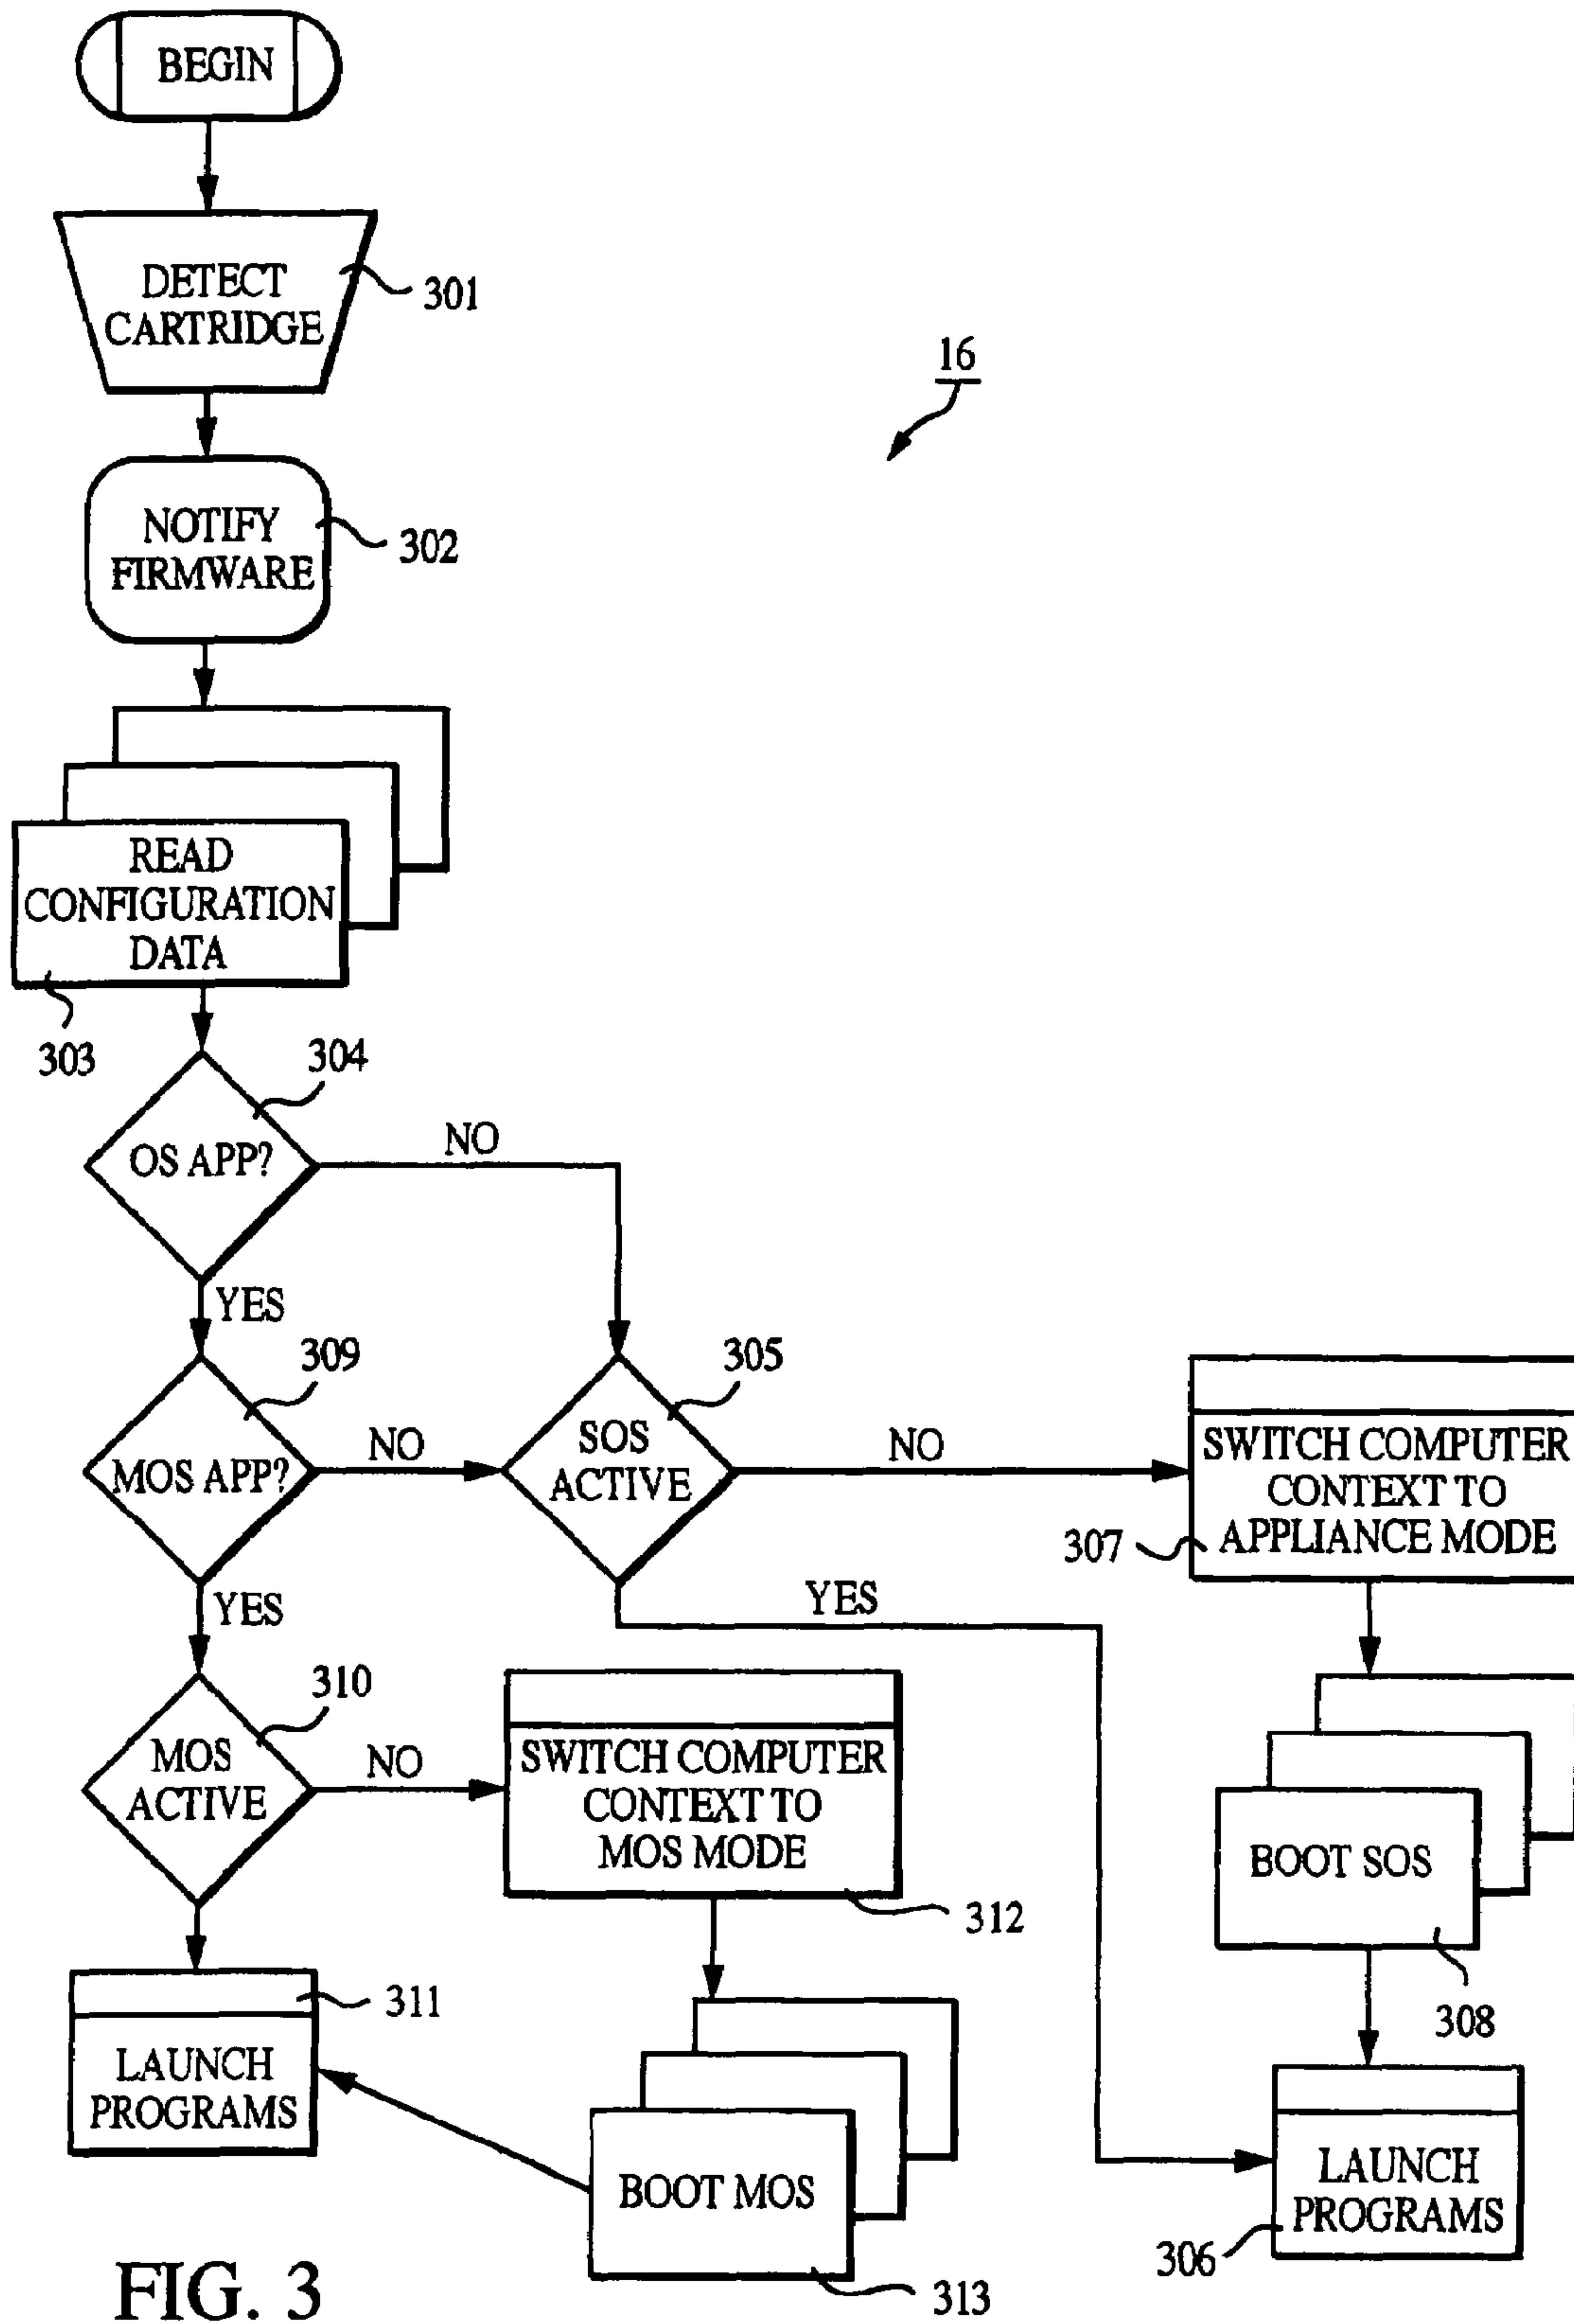 BEGIN
DETECT
CARTRIDGE
301
16
NOTIFY
FIRMWARE
302
READ
CONFIGURATION
DATA
303
304
OS APP?
NO
YES
309
MOS APP?
NO
305
SOS
ACTIVE
NO
SWITCH COMPUTER
CONTEXT TO
APPLIANCE MODE
307
YES
YES
310
MOS
ACTIVE
NO
SWITCH COMPUTER
CONTEXT TO
MOS MODE
312
BOOT SOS
308
311
LAUNCH
PROGRAMS
BOOT MOS
313
LAUNCH
PROGRAMS
306
FIG. 3